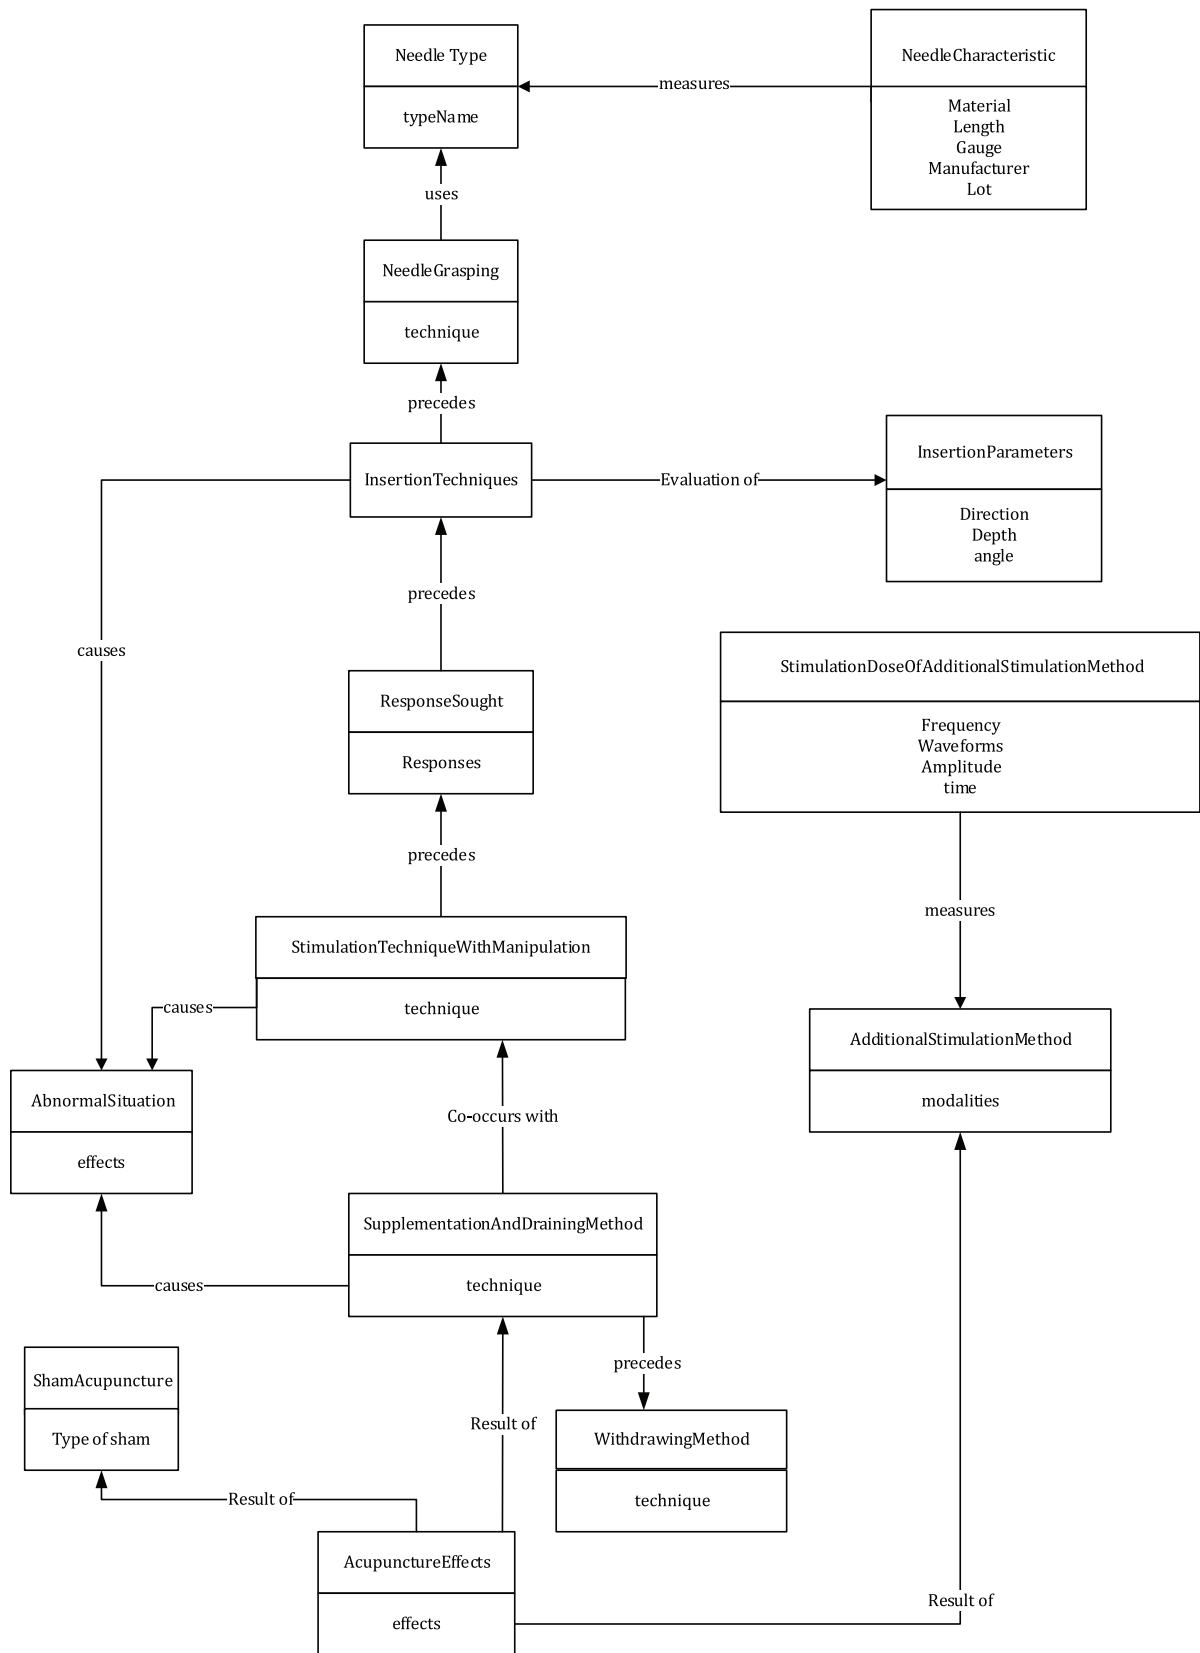 Needle Type
typeName
NeedleCharacteristic
Material
Length
Gauge
Manufacturer
Lot
measures
uses
NeedleGrasping
technique
precedes
InsertionTechniques
Evaluation of
InsertionParameters
Direction
Depth
angle
precedes
causes
ResponseSought
Responses
StimulationDoseOfAdditionalStimulationMethod
Frequency
Waveforms
Amplitude
time
precedes
measures
StimulationTechniqueWithManipulation
technique
causes
AbnormalSituation
effects
AdditionalStimulationMethod
modalities
Co-occurs with
SupplementationAndDrainingMethod
technique
causes
precedes
ShamAcupuncture
Type of sham
Result of
WithdrawingMethod
technique
Result of
AcupunctureEffects
effects
Result of